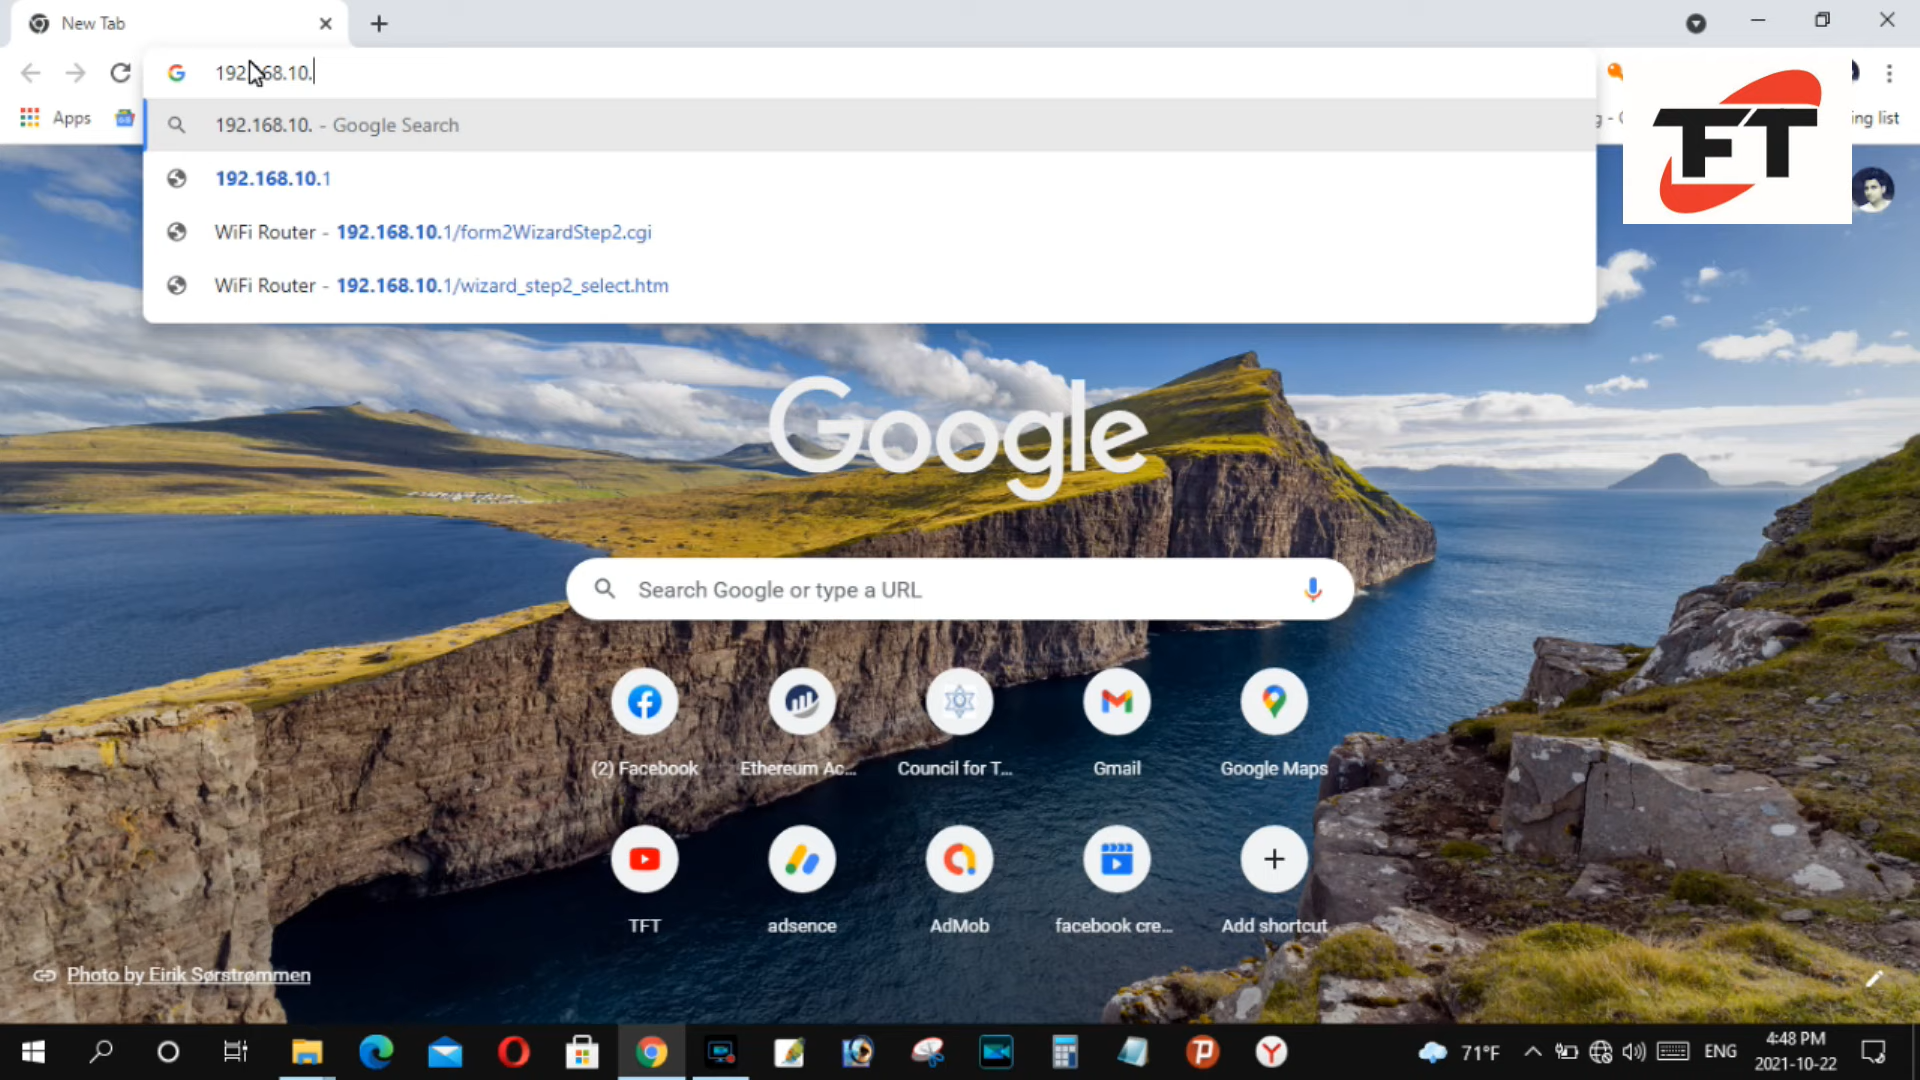 New Tab
192.168.10.
Apps
192.168.10. - Google Search
ing list
192.168.10.1
WiFi Router - 192.168.10.1/form2WizardStep2.cgi
WiFi Router - 192.168.10.1/wizard_step2_select.htm
TFT
Google
Search Google or type a URL
(2) Facebook
Ethereum Ac...
Council for T...
Gmail
Google Maps
TFT
adsence
AdMob
facebook cre...
Add shortcut
Photo by Eirik Sørstrømmen
71°F
ENG
4:48 PM
2021-10-22